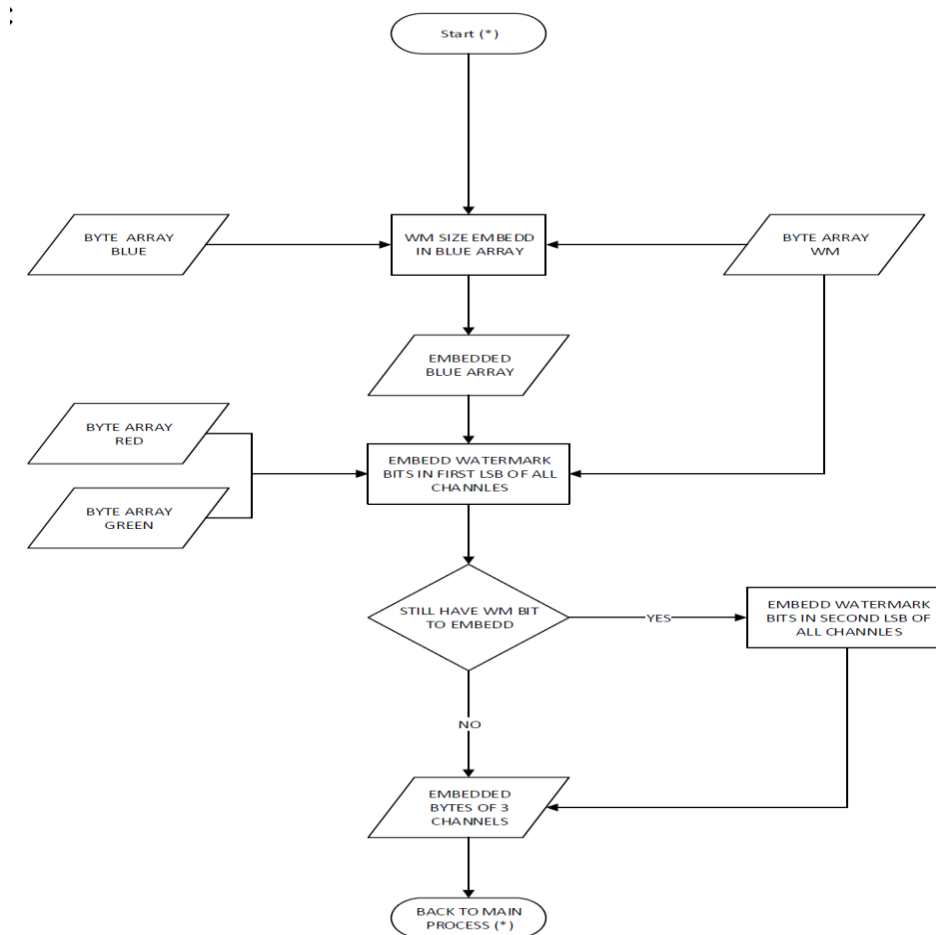 :
Start (*)
BYTE ARRAY
BLUE
WM SIZE EMBEDD
IN BLUE ARRAY
BYTE ARRAY
WM
EMBEDDED
BLUE ARRAY
BYTE ARRAY
RED
EMBEDD WATERMARK
BITS IN FIRST LSB OF ALL
CHANNLES
BYTE ARRAY
GREEN
STILL HAVE WM BIT
TO EMBEDD
YES
EMBEDD WATERMARK
BITS IN SECOND LSB OF
ALL CHANNLES
NO
EMBEDDED
BYTES OF 3
CHANNELS
BACK TO MAIN
PROCESS (*)